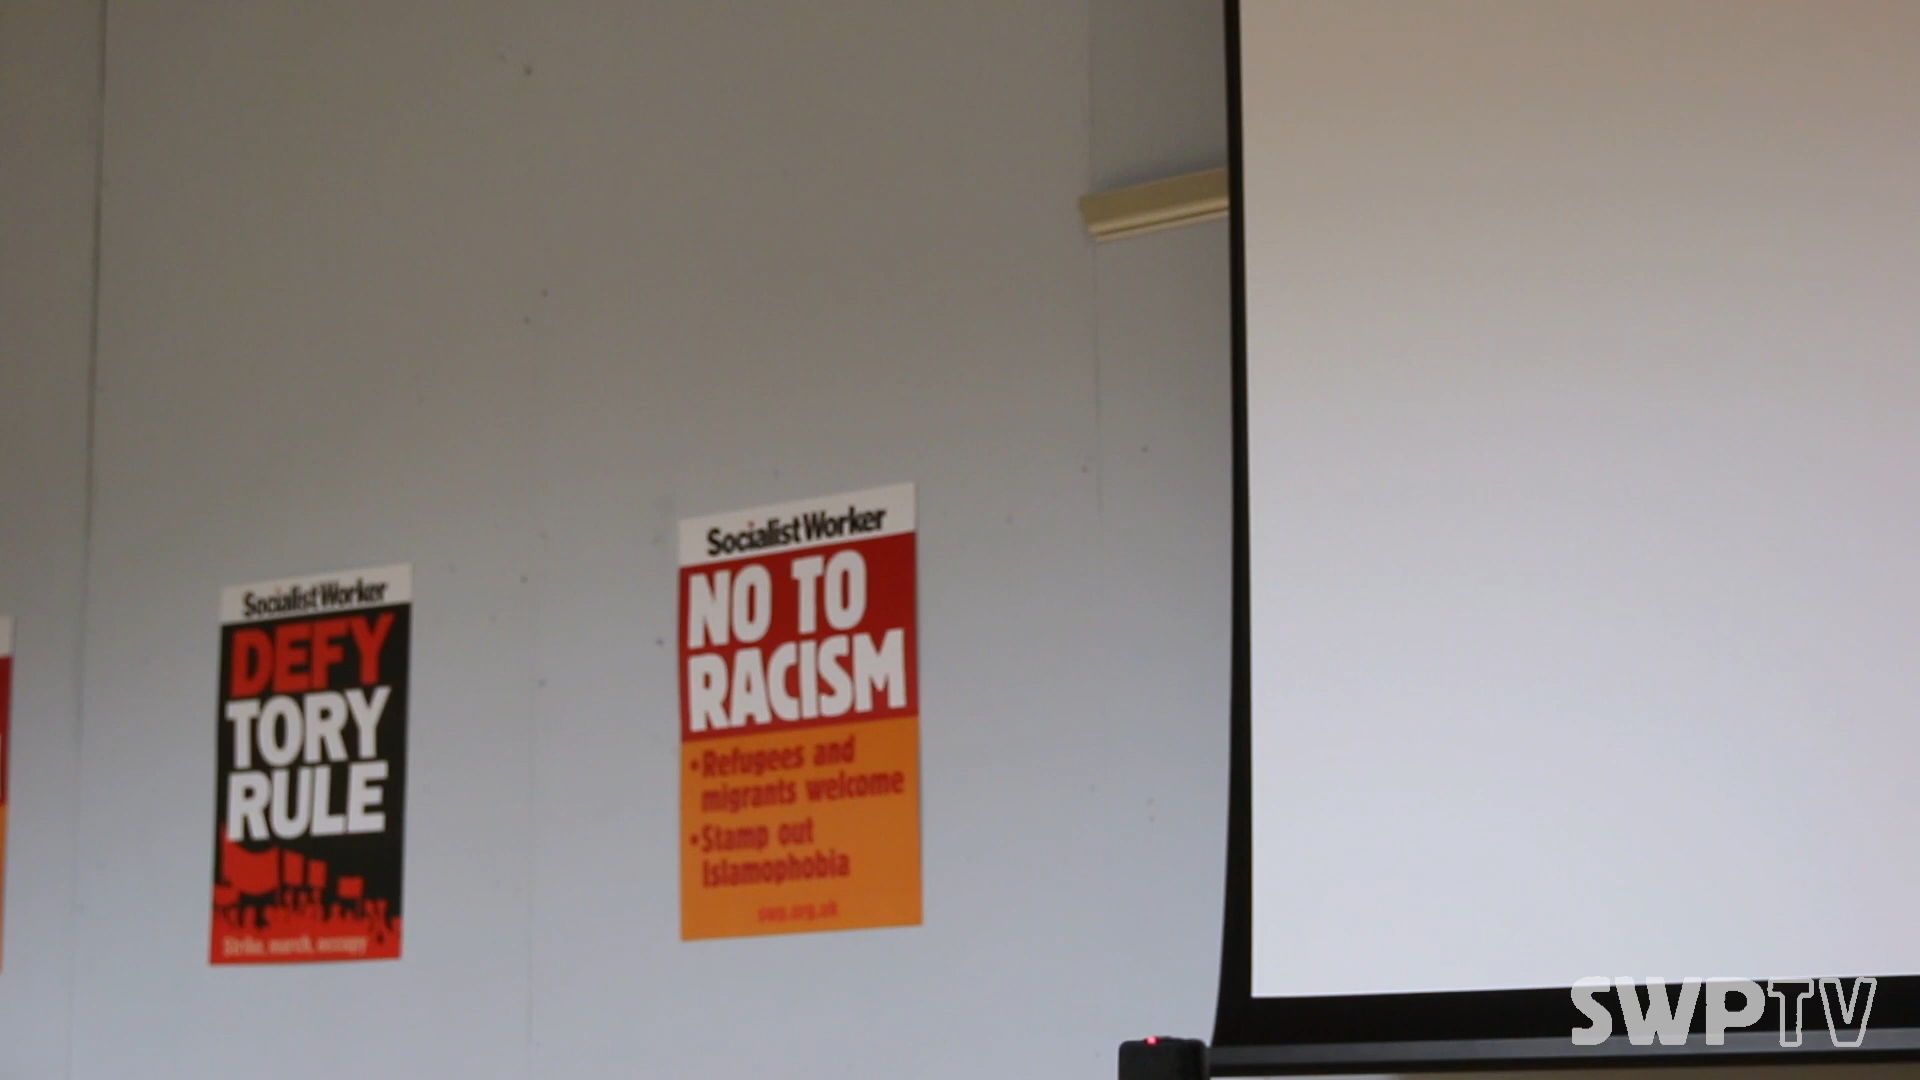 Socialist Worker
DEFY
TORY
RULE
Strike, march, occupy
Socialist Worker
NO TO
RACISM
• Refugees and
migrants welcome
• Stamp out
Islamophobia
swp.org.uk
SWPTV